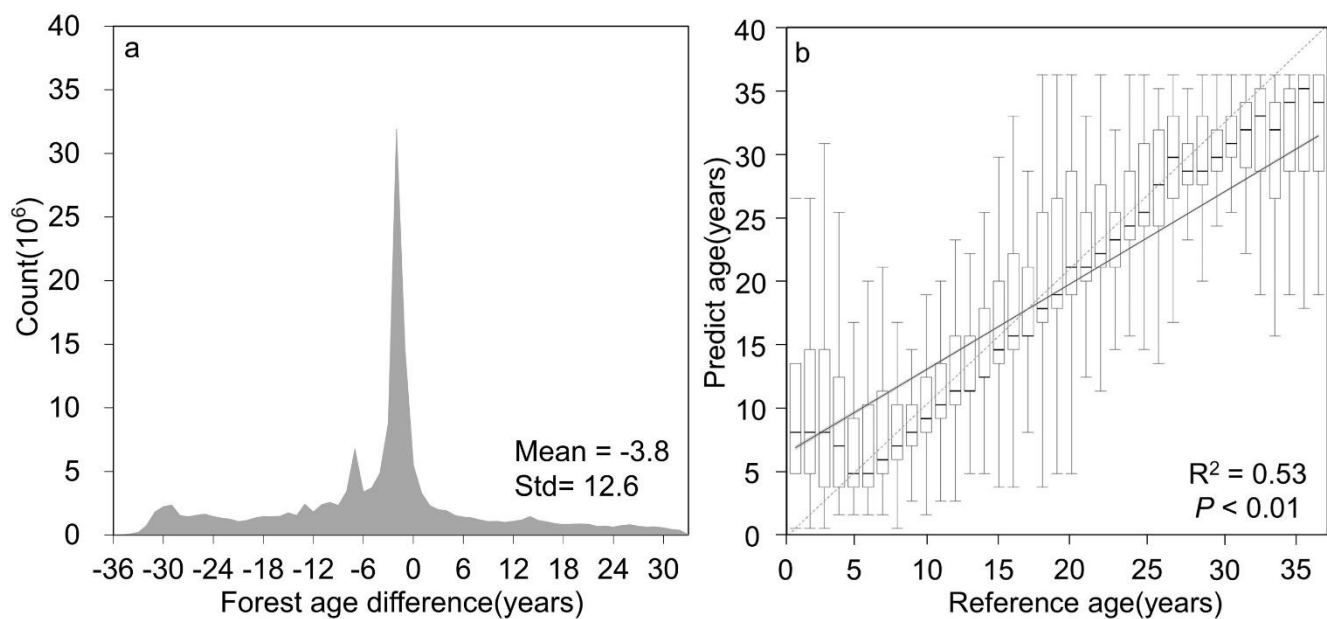 a
Count(10⁶)
40
35
30
25
20
15
10
5
0
Mean = -3.8
Std= 12.6
-36 -30 -24 -18 -12 -6 0 6 12 18 24 30
Forest age difference(years)
b
Predict age(years)
40
35
30
25
20
15
10
5
0
R² = 0.53
P < 0.01
0 5 10 15 20 25 30 35
Reference age(years)